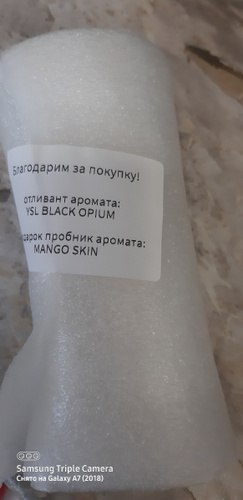 Благодарим за покупку!
отливант аромата:
YSL BLACK OPIUM
подарок пробник аромата:
MANGO SKIN
Samsung Triple Camera
Снято на Galaxy A7 (2018)